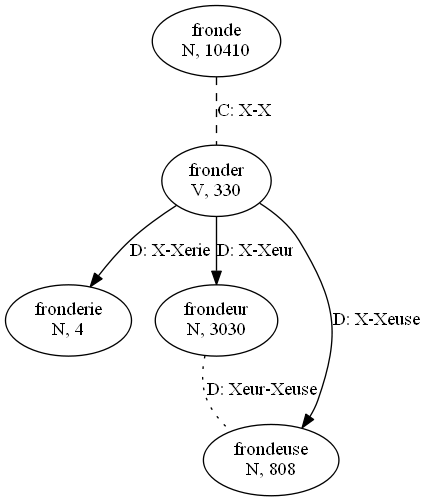 fronde
N, 10410
C: X-X
fronder
V, 330
D: X-Xerie
D: X-Xeur
D: X-Xeuse
fronderie
N, 4
frondeur
N, 3030
D: Xeur-Xeuse
frondeuse
N, 808